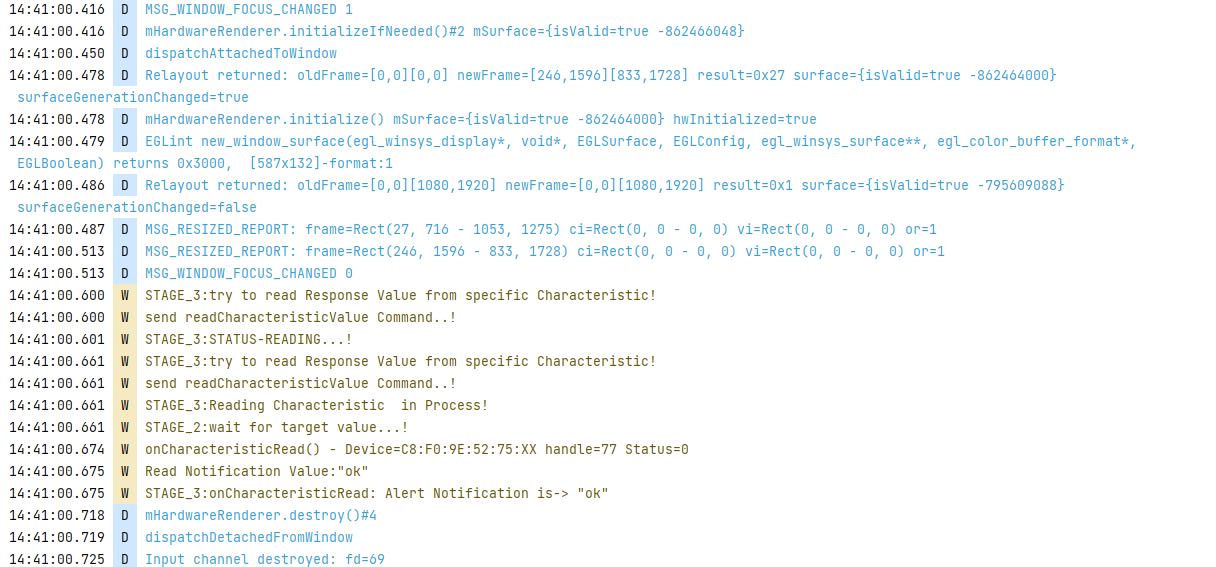 14:41:00.416 D MSG_WINDOW_FOCUS_CHANGED 1
14:41:00.416 D mHardwareRenderer.initializeIfNeeded()#2 mSurface={isValid=true -862466048}
14:41:00.450 D dispatchAttachedToWindow
14:41:00.478 D Relayout returned: oldFrame=[0,0][0,0] newFrame=[246,1596][833,1728] result=0x27 surface={isValid=true -862464000}
surfaceGenerationChanged=true
14:41:00.478 D mHardwareRenderer.initialize() mSurface={isValid=true -862464000} hwInitialized=true
14:41:00.479 D EGLint new_window_surface(egl_winsys_display*, void*, EGLSurface, EGLConfig, egl_winsys_surface**, egl_color_buffer_format*,
EGLBoolean) returns 0x3000,  [587x132]-format:1
14:41:00.486 D Relayout returned: oldFrame=[0,0][1080,1920] newFrame=[0,0][1080,1920] result=0x1 surface={isValid=true -795609088}
surfaceGenerationChanged=false
14:41:00.487 D MSG_RESIZED_REPORT: frame=Rect(27, 716 - 1053, 1275) ci=Rect(0, 0 - 0, 0) vi=Rect(0, 0 - 0, 0) or=1
14:41:00.513 D MSG_RESIZED_REPORT: frame=Rect(246, 1596 - 833, 1728) ci=Rect(0, 0 - 0, 0) vi=Rect(0, 0 - 0, 0) or=1
14:41:00.513 D MSG_WINDOW_FOCUS_CHANGED 0
14:41:00.600 W STAGE_3:try to read Response Value from specific Characteristic!
14:41:00.600 W send readCharacteristicValue Command..!
14:41:00.601 W STAGE_3:STATUS-READING...!
14:41:00.661 W STAGE_3:try to read Response Value from specific Characteristic!
14:41:00.661 W send readCharacteristicValue Command..!
14:41:00.661 W STAGE_3:Reading Characteristic  in Process!
14:41:00.661 W STAGE_2:wait for target value...!
14:41:00.674 W onCharacteristicRead() - Device=C8:F0:9E:52:75:XX handle=77 Status=0
14:41:00.675 W Read Notification Value:"ok"
14:41:00.675 W STAGE_3:onCharacteristicRead: Alert Notification is-> "ok"
14:41:00.718 D mHardwareRenderer.destroy()#4
14:41:00.719 D dispatchDetachedFromWindow
14:41:00.725 D Input channel destroyed: fd=69